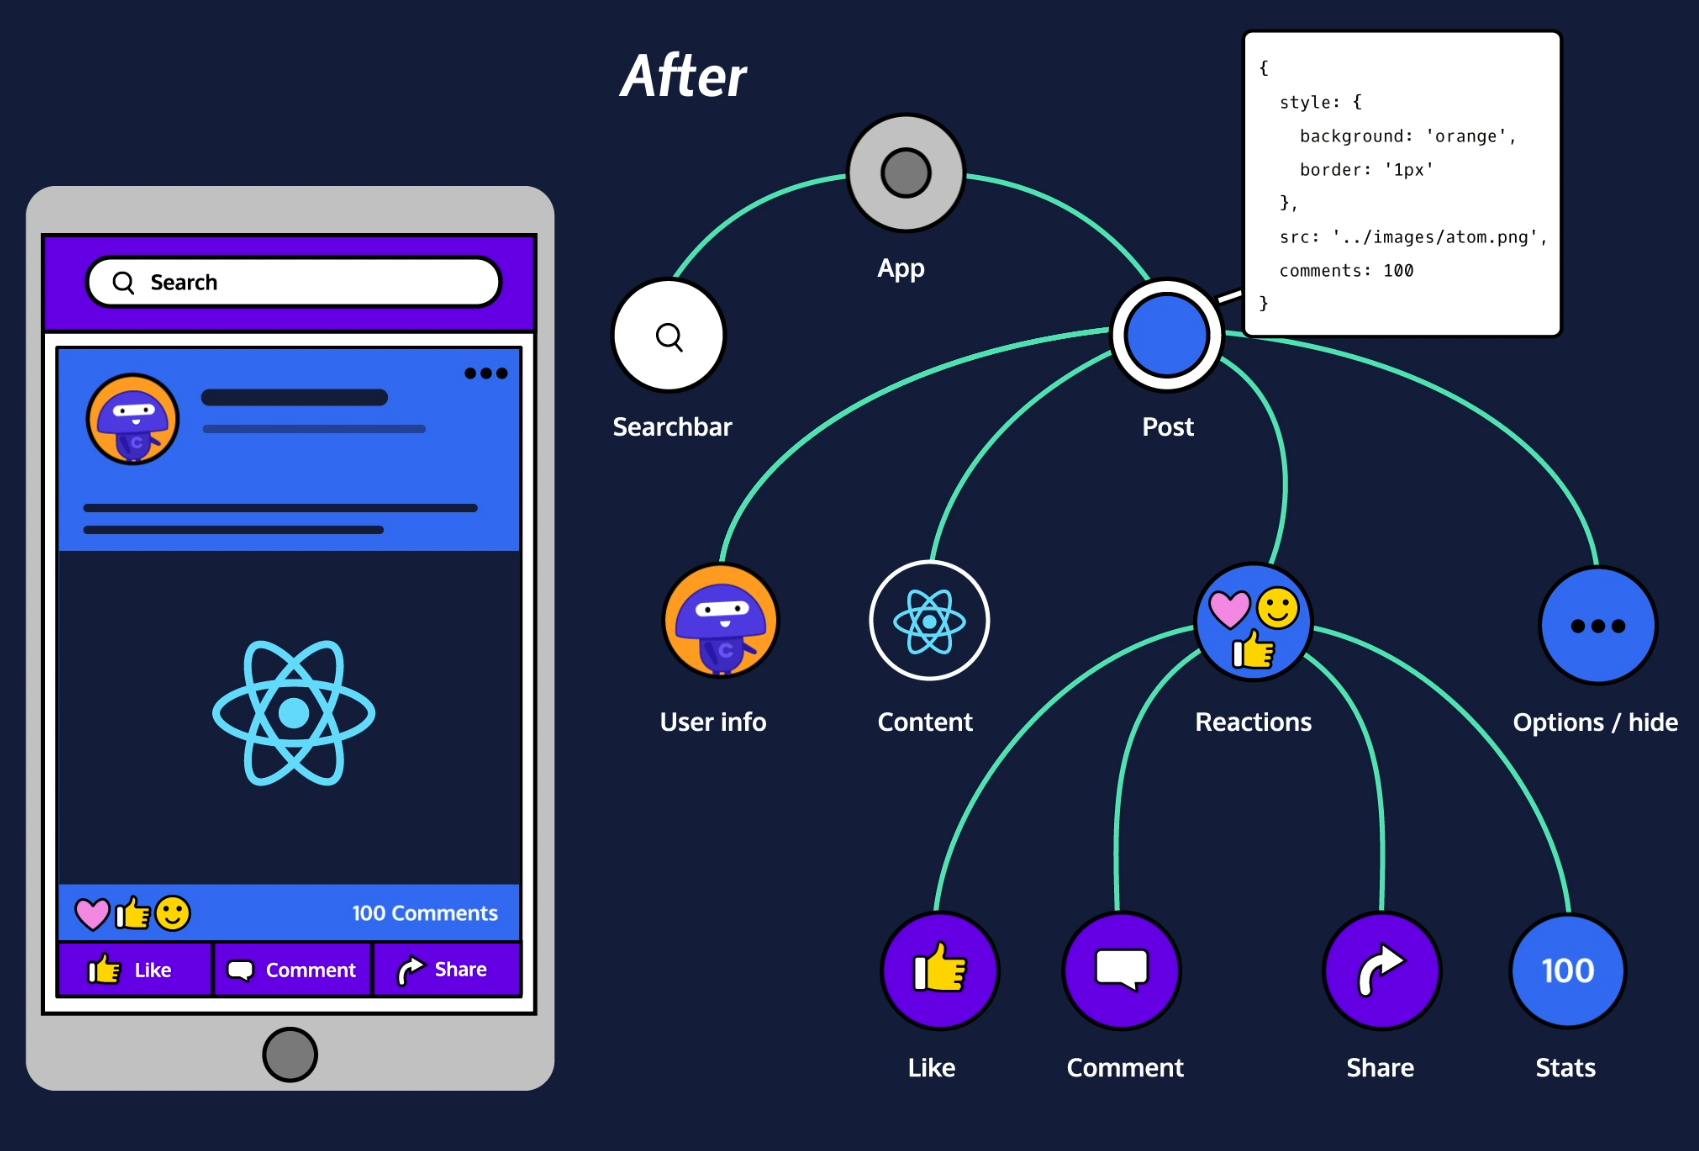 After
{
style: {
background: 'orange',
border: '1px'
},
src: '../images/atom.png',
comments: 100
}
App
Search
Searchbar
Post
C
C
User info
Content
Reactions
Options / hide
100 Comments
Like
Comment
Share
100
Like
Comment
Share
Stats